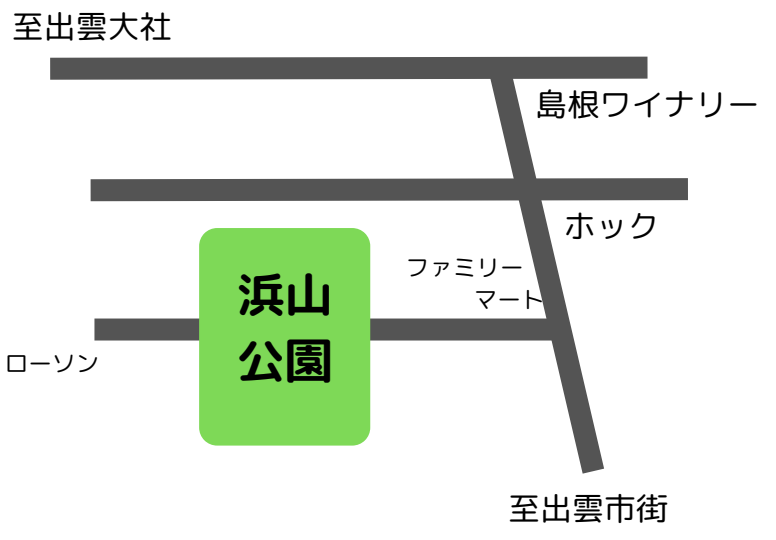 至出雲大社
島根ワイナリー
ホック
ファミリー
マート
浜山
公園
ローソン
至出雲市街